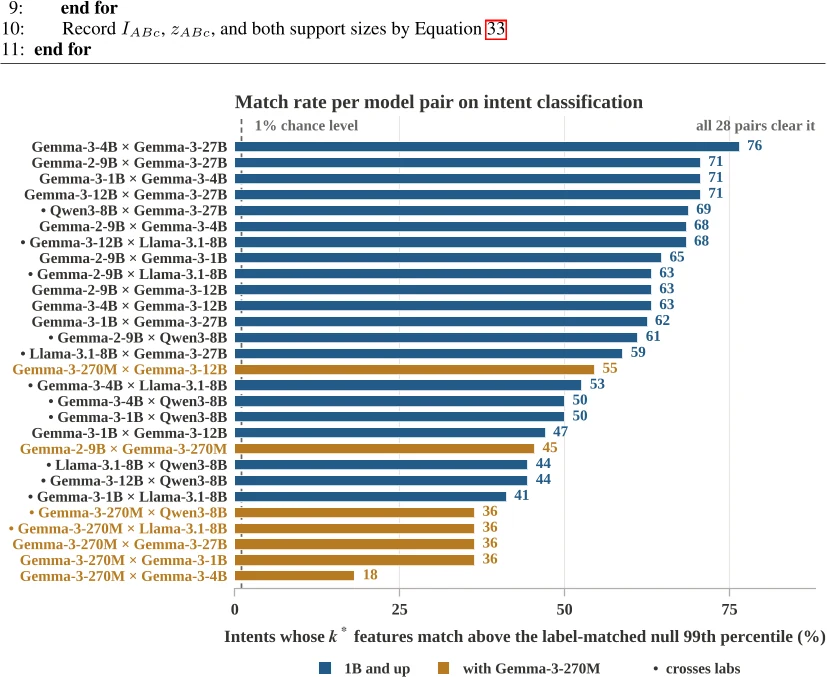 9: end for
10: Record I_ABc, z_ABc, and both support sizes by Equation 33
11: end for
Match rate per model pair on intent classification
1% chance level all 28 pairs clear it
Gemma-3-4B × Gemma-3-27B 76
Gemma-2-9B × Gemma-3-27B 71
Gemma-3-1B × Gemma-3-4B 71
Gemma-3-12B × Gemma-3-27B 71
• Qwen3-8B × Gemma-3-27B 69
Gemma-2-9B × Gemma-3-4B 68
• Gemma-3-12B × Llama-3.1-8B 68
Gemma-2-9B × Gemma-3-1B 65
• Gemma-2-9B × Llama-3.1-8B 63
Gemma-2-9B × Gemma-3-12B 63
Gemma-3-4B × Gemma-3-12B 63
Gemma-3-1B × Gemma-3-27B 62
• Gemma-2-9B × Qwen3-8B 61
• Llama-3.1-8B × Gemma-3-27B 59
Gemma-3-270M × Gemma-3-12B 55
• Gemma-3-4B × Llama-3.1-8B 53
• Gemma-3-4B × Qwen3-8B 50
• Gemma-3-1B × Qwen3-8B 50
Gemma-3-1B × Gemma-3-12B 47
Gemma-2-9B × Gemma-3-270M 45
• Llama-3.1-8B × Qwen3-8B 44
• Gemma-3-12B × Qwen3-8B 44
• Gemma-3-1B × Llama-3.1-8B 41
• Gemma-3-270M × Qwen3-8B 36
• Gemma-3-270M × Llama-3.1-8B 36
Gemma-3-270M × Gemma-3-27B 36
Gemma-3-270M × Gemma-3-1B 36
Gemma-3-270M × Gemma-3-4B 18
0 25 50 75
Intents whose k* features match above the label-matched null 99th percentile (%)
1B and up with Gemma-3-270M • crosses labs